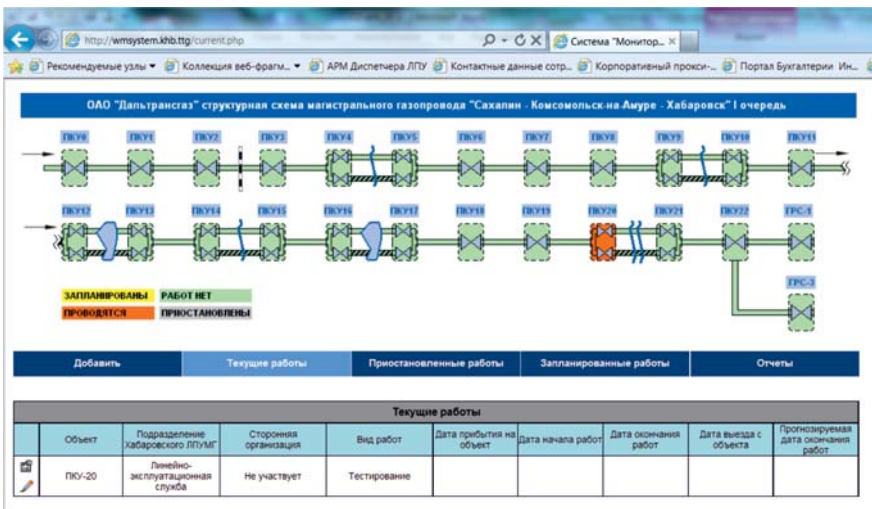 http://wmsystem.khb.ttg/current.php
Система "Монитор...
Рекомендуемые узлы
Коллекция веб-фрагм...
АРМ Диспетчера ЛПУ
Контактные данные сотр...
Корпоративный прокси-...
Портал Бухгалтерии Ин...
ОАО "Дальтрансгаз" структурная схема магистрального газопровода "Сахалин - Комсомольск-на-Амуре - Хабаровск" I очередь
ПКУ0 ПКУ1 ПКУ2 ПКУ3 ПКУ4 ПКУ5 ПКУ6 ПКУ7 ПКУ8 ПКУ9 ПКУ10 ПКУ11
ПКУ12 ПКУ13 ПКУ14 ПКУ15 ПКУ16 ПКУ17 ПКУ18 ПКУ19 ПКУ20 ПКУ21 ПКУ22 ГРС-1
ГРС-3
ЗАПЛАНИРОВАНЫ РАБОТ НЕТ
ПРОВОДЯТСЯ ПРИОСТАНОВЛЕНЫ
Добавить Текущие работы Приостановленные работы Запланированные работы Отчеты
Текущие работы
Объект
Подразделение
Хабаровского ЛПУМГ
Сторонняя
организация
Вид работ
Дата прибытия на
объект
Дата начала работ
Дата окончания
работ
Дата выезда с
объекта
Прогнозируемая
дата окончания
работ
ПКУ-20
Линейно-
эксплуатационная
служба
Не участвует
Тестирование